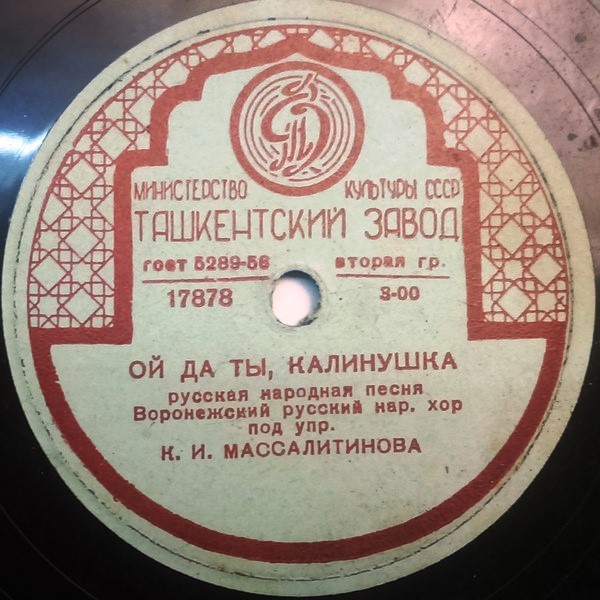 МИНИСТЕРСТВО КУЛЬТУРЫ СССР
ТАШКЕНТСКИЙ ЗАВОД
гост 5289-56 вторая гр.
17878 3-00
ОЙ ДА ТЫ, КАЛИНУШКА
русская народная песня
Воронежский русский нар. хор
под упр.
К. И. МАССАЛИТИНОВА